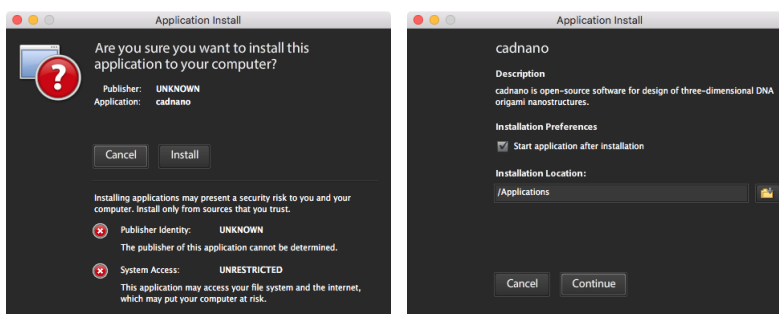 Application Install
Are you sure you want to install this
application to your computer?
Publisher: UNKNOWN
Application: cadnano
Cancel Install
Installing applications may present a security risk to you and your
computer. Install only from sources that you trust.
Publisher Identity: UNKNOWN
The publisher of this application cannot be determined.
System Access: UNRESTRICTED
This application may access your file system and the internet,
which may put your computer at risk.
Application Install
cadnano
Description
cadnano is open-source software for design of three-dimensional DNA
origami nanostructures.
Installation Preferences
Start application after installation
Installation Location:
/Applications
Cancel Continue